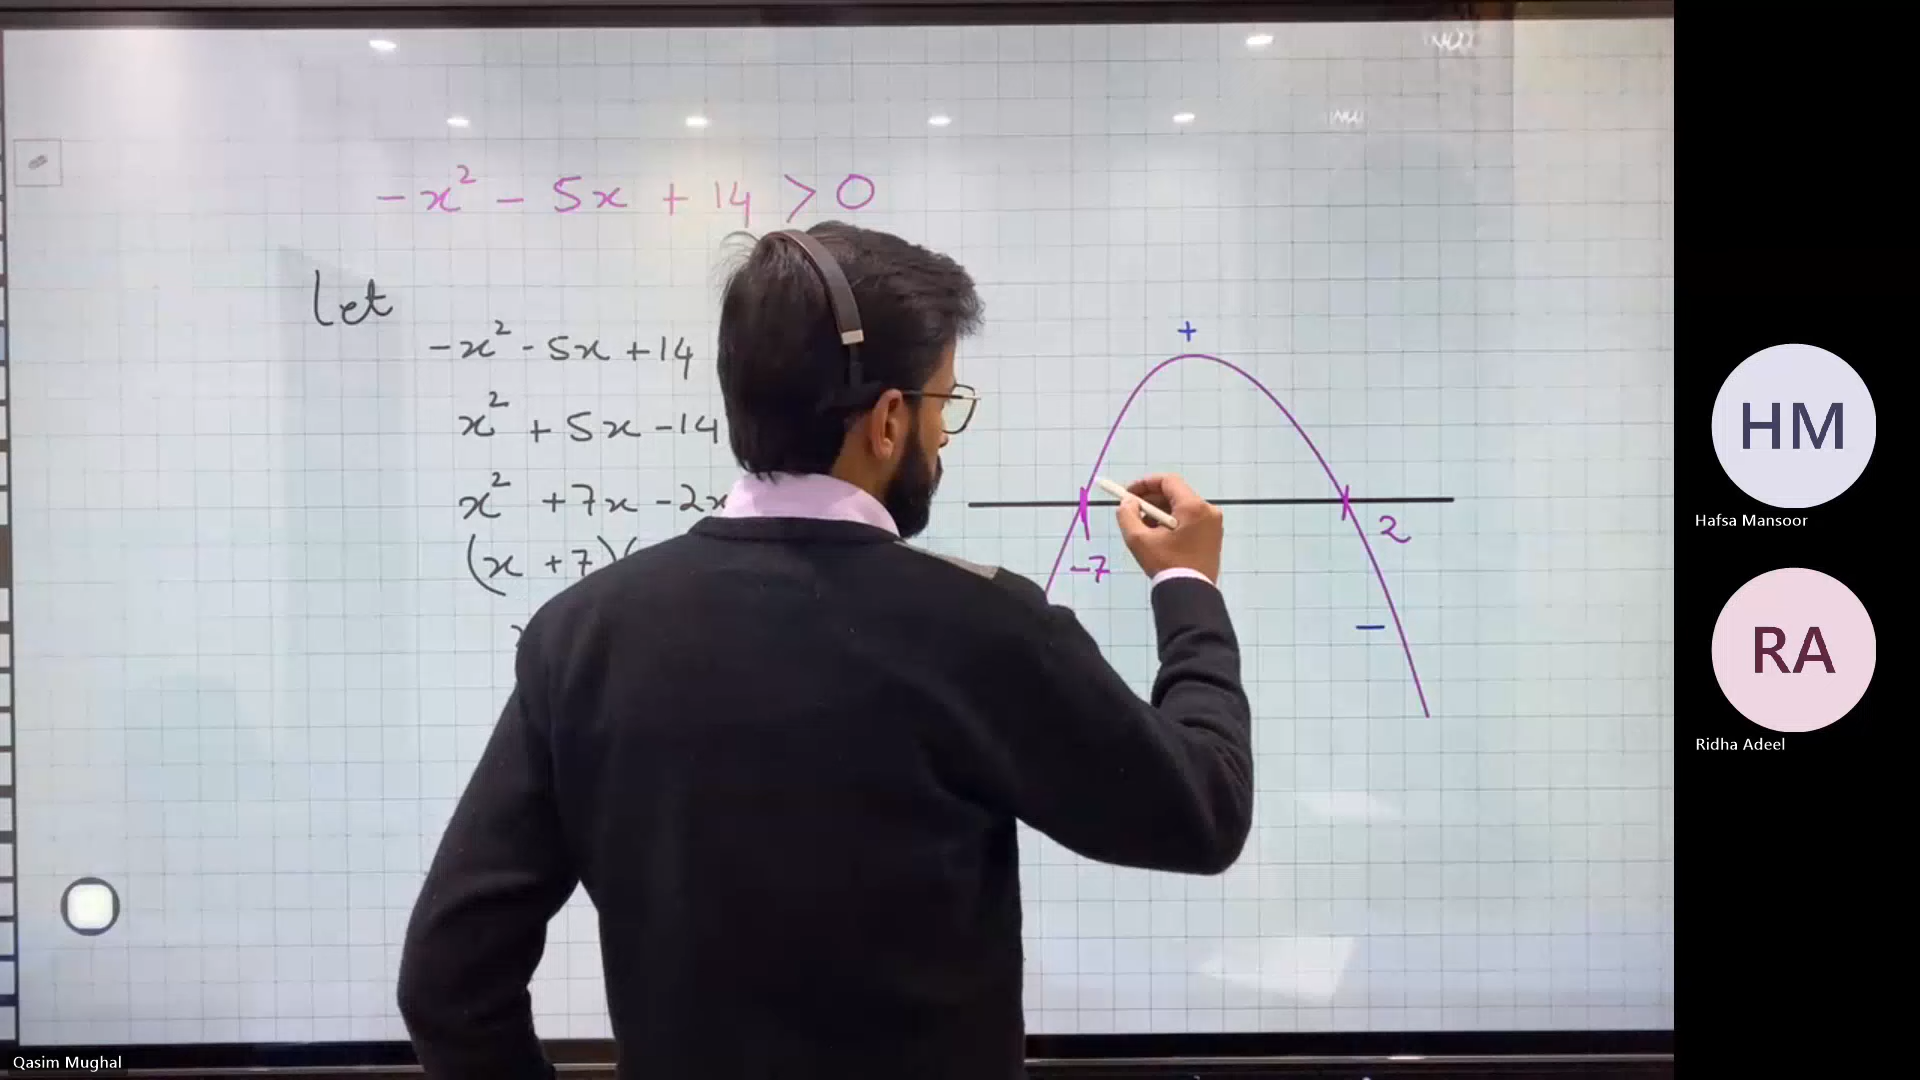 -x² - 5x + 14 > 0
Let
-x² - 5x + 14
x² + 5x - 14
x² + 7x - 2x
(x + 7)(
+
-7
2
-
HM
Hafsa Mansoor
RA
Ridha Adeel
Qasim Mughal